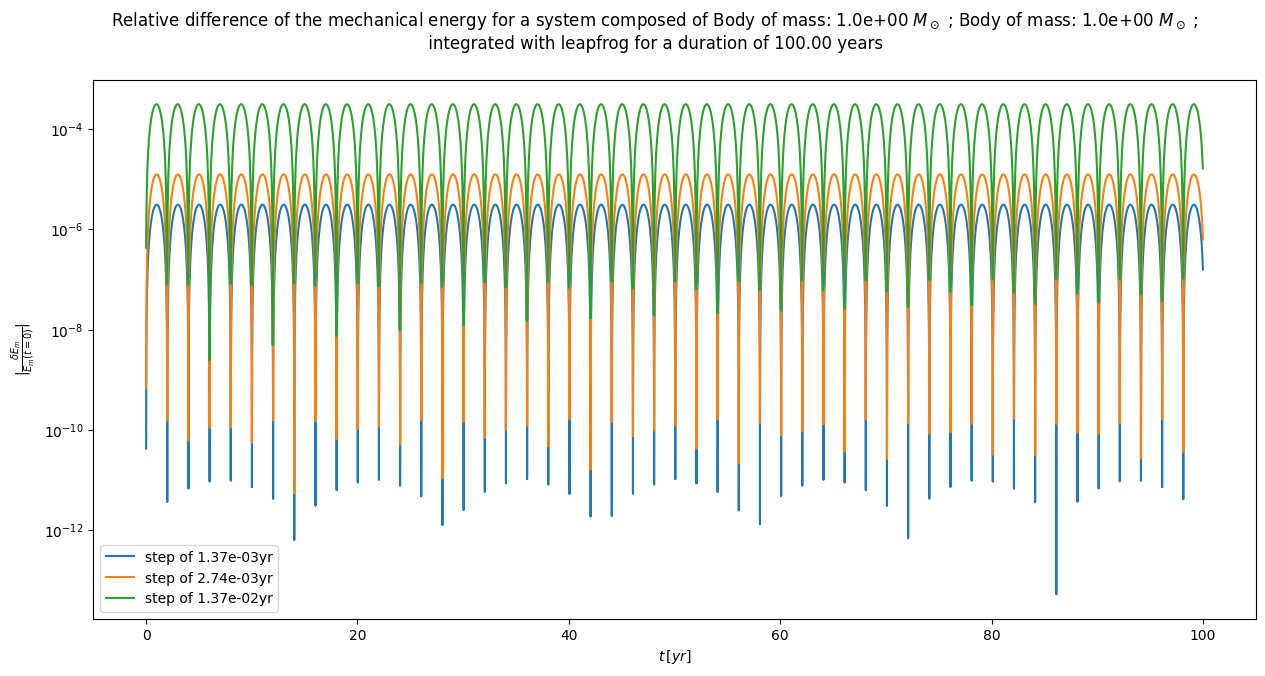 Relative difference of the mechanical energy for a system composed of Body of mass: 1.0e+00 $M_\odot$ ; Body of mass: 1.0e+00 $M_\odot$ ;
integrated with leapfrog for a duration of 100.00 years
$|\frac{\delta E_m}{E_m(t=0)}|$
10⁻⁴
10⁻⁶
10⁻⁸
10⁻¹⁰
10⁻¹²
step of 1.37e-03yr
step of 2.74e-03yr
step of 1.37e-02yr
0 20 40 60 80 100
t [yr]